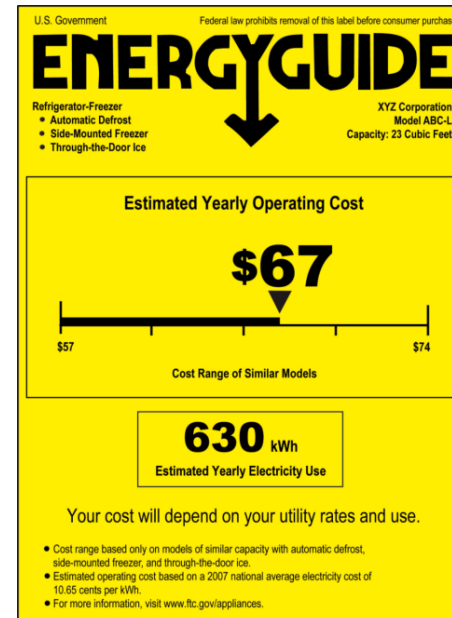 U.S. Government Federal law prohibits removal of this label before consumer purchas
ENERGYGUIDE
Refrigerator-Freezer
• Automatic Defrost
• Side-Mounted Freezer
• Through-the-Door Ice
XYZ Corporation
Model ABC-L
Capacity: 23 Cubic Feet
Estimated Yearly Operating Cost
$67
$57 $74
Cost Range of Similar Models
630 kWh
Estimated Yearly Electricity Use
Your cost will depend on your utility rates and use.
• Cost range based only on models of similar capacity with automatic defrost,
side-mounted freezer, and through-the-door ice.
• Estimated operating cost based on a 2007 national average electricity cost of
10.65 cents per kWh.
• For more information, visit www.ftc.gov/appliances.